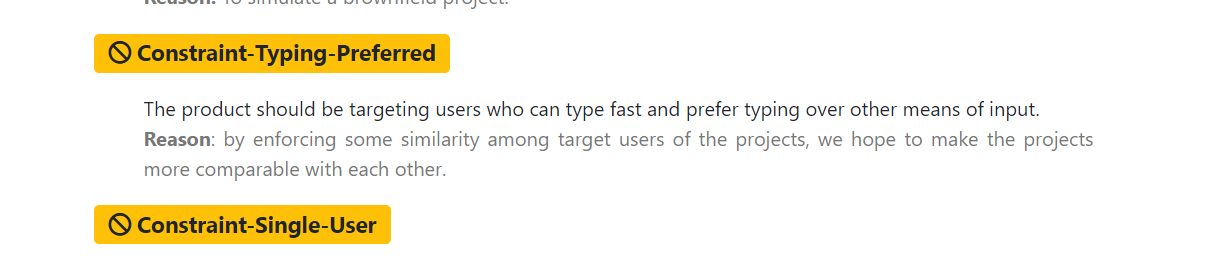 Reason: To simulate a brownfield project.
Constraint-Typing-Preferred
The product should be targeting users who can type fast and prefer typing over other means of input.
Reason: by enforcing some similarity among target users of the projects, we hope to make the projects
more comparable with each other.
Constraint-Single-User